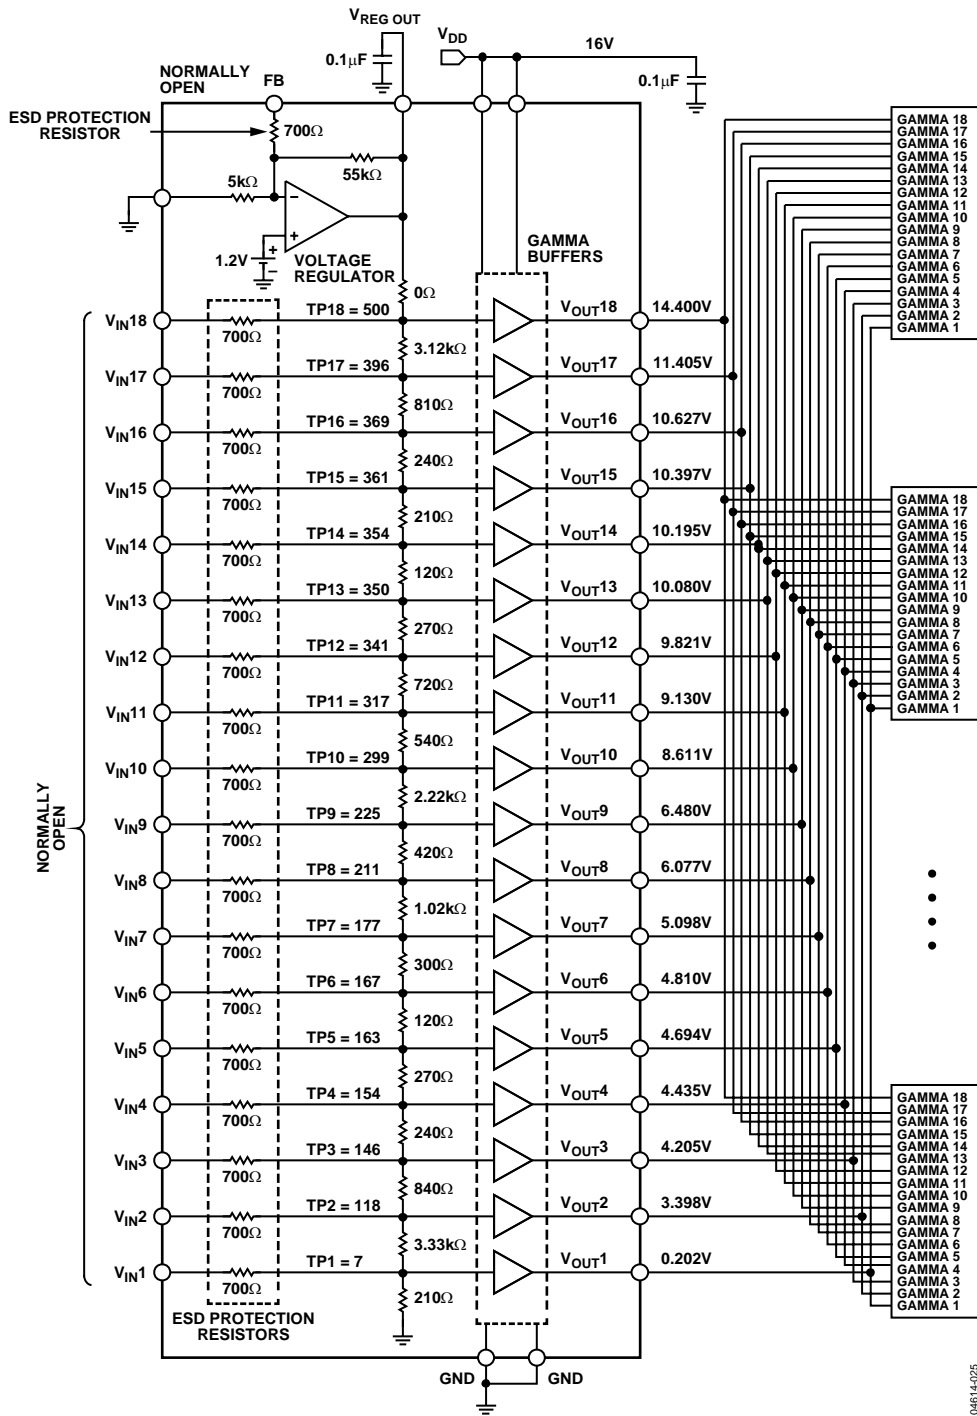 VREG OUT
VDD
16V
0.1µF
0.1µF
NORMALLY
OPEN
FB
ESD PROTECTION
RESISTOR
700Ω
5kΩ
55kΩ
1.2V
+
−
−
+
VOLTAGE
REGULATOR
GAMMA
BUFFERS
0Ω
VIN18 700Ω TP18 = 500 VOUT18 14.400V
3.12kΩ
VIN17 700Ω TP17 = 396 VOUT17 11.405V
810Ω
VIN16 700Ω TP16 = 369 VOUT16 10.627V
240Ω
VIN15 700Ω TP15 = 361 VOUT15 10.397V
210Ω
VIN14 700Ω TP14 = 354 VOUT14 10.195V
120Ω
VIN13 700Ω TP13 = 350 VOUT13 10.080V
270Ω
VIN12 700Ω TP12 = 341 VOUT12 9.821V
720Ω
VIN11 700Ω TP11 = 317 VOUT11 9.130V
540Ω
VIN10 700Ω TP10 = 299 VOUT10 8.611V
2.22kΩ
VIN9 700Ω TP9 = 225 VOUT9 6.480V
420Ω
VIN8 700Ω TP8 = 211 VOUT8 6.077V
1.02kΩ
VIN7 700Ω TP7 = 177 VOUT7 5.098V
300Ω
VIN6 700Ω TP6 = 167 VOUT6 4.810V
120Ω
VIN5 700Ω TP5 = 163 VOUT5 4.694V
270Ω
VIN4 700Ω TP4 = 154 VOUT4 4.435V
240Ω
VIN3 700Ω TP3 = 146 VOUT3 4.205V
840Ω
VIN2 700Ω TP2 = 118 VOUT2 3.398V
3.33kΩ
VIN1 700Ω TP1 = 7 VOUT1 0.202V
210Ω
NORMALLY
OPEN
ESD PROTECTION
RESISTORS
GND
GND
GAMMA 18
GAMMA 17
GAMMA 16
GAMMA 15
GAMMA 14
GAMMA 13
GAMMA 12
GAMMA 11
GAMMA 10
GAMMA 9
GAMMA 8
GAMMA 7
GAMMA 6
GAMMA 5
GAMMA 4
GAMMA 3
GAMMA 2
GAMMA 1
GAMMA 18
GAMMA 17
GAMMA 16
GAMMA 15
GAMMA 14
GAMMA 13
GAMMA 12
GAMMA 11
GAMMA 10
GAMMA 9
GAMMA 8
GAMMA 7
GAMMA 6
GAMMA 5
GAMMA 4
GAMMA 3
GAMMA 2
GAMMA 1
GAMMA 18
GAMMA 17
GAMMA 16
GAMMA 15
GAMMA 14
GAMMA 13
GAMMA 12
GAMMA 11
GAMMA 10
GAMMA 9
GAMMA 8
GAMMA 7
GAMMA 6
GAMMA 5
GAMMA 4
GAMMA 3
GAMMA 2
GAMMA 1
04614-025